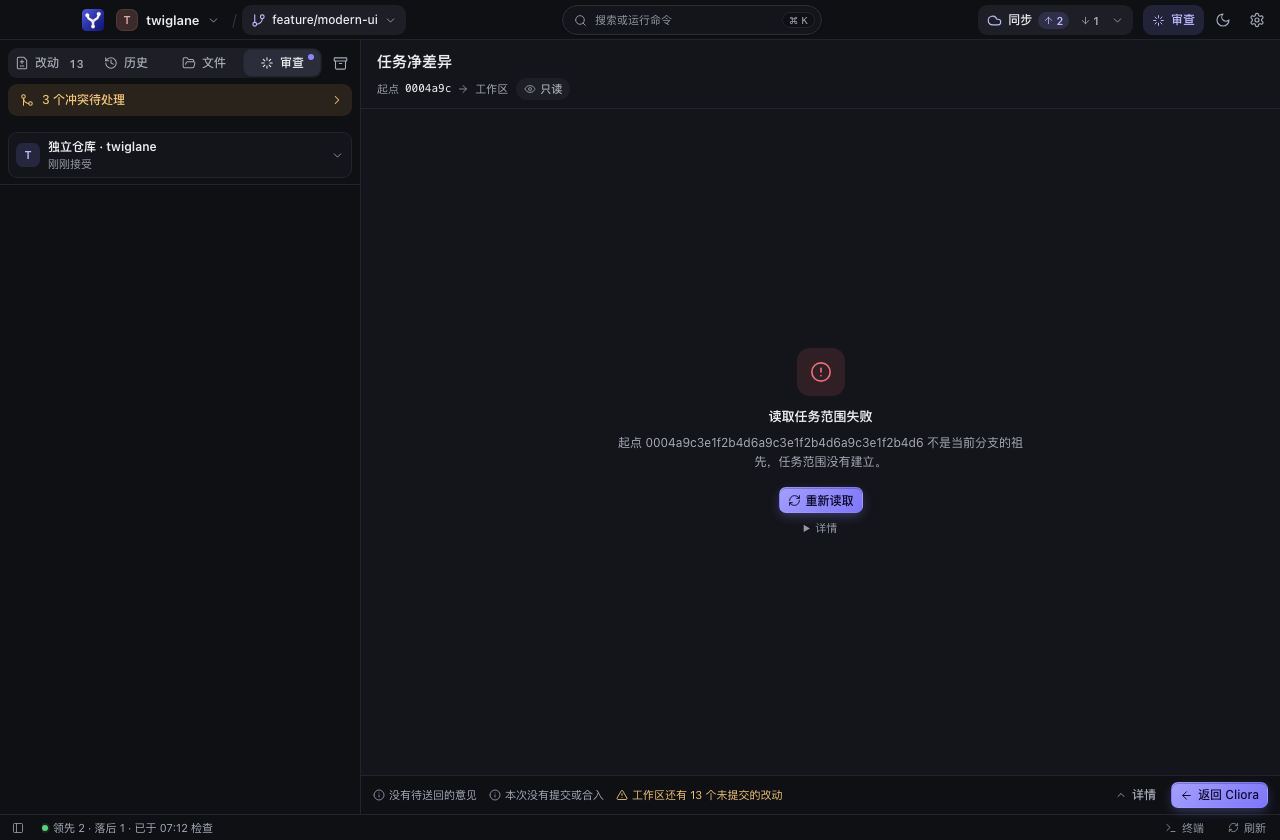 T twiglane / feature/modern-ui 搜索或运行命令 ⌘ K 同步 ↑ 2 ↓ 1 审查
改动 13 历史 文件 审查
3 个冲突待处理
T 独立仓库 · twiglane
刚刚接受
任务净差异
起点 0004a9c → 工作区 只读
读取任务范围失败
起点 0004a9c3e1f2b4d6a9c3e1f2b4d6a9c3e1f2b4d6 不是当前分支的祖
先，任务范围没有建立。
重新读取
▶ 详情
没有待送回的意见 本次没有提交或合入 工作区还有 13 个未提交的改动 详情 ← 返回 Cliora
领先 2 · 落后 1 · 已于 07:12 检查 终端 刷新